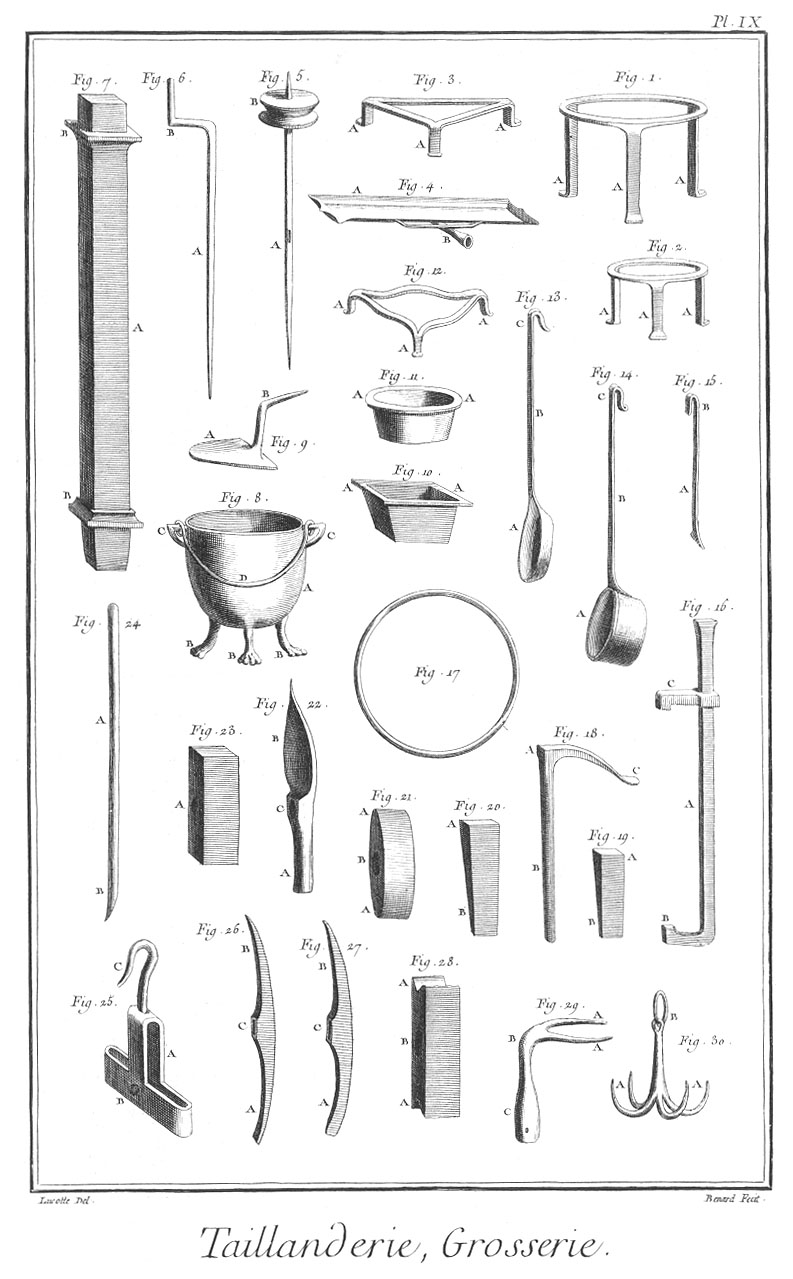 Pl. IX
Fig. 7.
Fig. 6.
Fig. 5.
Fig. 3.
Fig. 1.
B
B
B
A
A
A
A
A
A
A
Fig. 4.
A
B
A
A
A
Fig. 2.
A
A
A
Fig. 12.
A
A
A
Fig. 13.
C
B
A
Fig. 14.
C
B
A
Fig. 15.
B
A
Fig. 11.
A
A
Fig. 9.
B
A
Fig. 10.
A
A
B
Fig. 8.
C
C
D
A
B
B
B
Fig. 24
A
B
Fig. 17
Fig. 16.
C
A
B
Fig. 22.
B
C
A
Fig. 23.
A
Fig. 18.
A
C
B
Fig. 21.
A
B
A
Fig. 20.
A
B
Fig. 19.
A
B
Fig. 25.
C
A
B
Fig. 26.
B
C
A
Fig. 27.
B
C
A
Fig. 28.
A
B
A
Fig. 29.
A
A
B
C
Fig. 30.
B
A
A
Lucotte Del.
Benard Fecit.
Taillanderie, Grosserie.